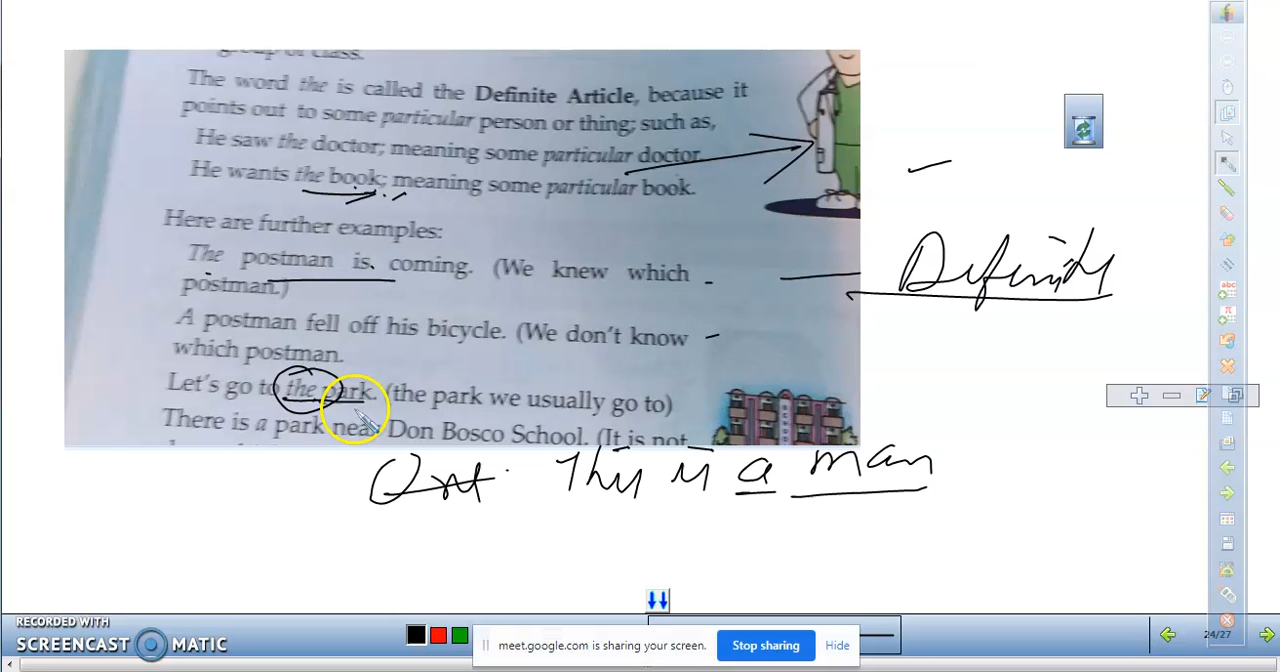 group or class.
The word the is called the Definite Article, because it
points out to some particular person or thing; such as,
He saw the doctor; meaning some particular doctor.
He wants the book; meaning some particular book.
Here are further examples:
The postman is coming. (We knew which
postman.)
A postman fell off his bicycle. (We don't know
which postman.
Let's go to the park. (the park we usually go to)
There is a park near Don Bosco School. (It is not
Definite
This is a man
SCHOOL
abc
π
24/27
RECORDED WITH
SCREENCAST MATIC
meet.google.com is sharing your screen.
Stop sharing
Hide